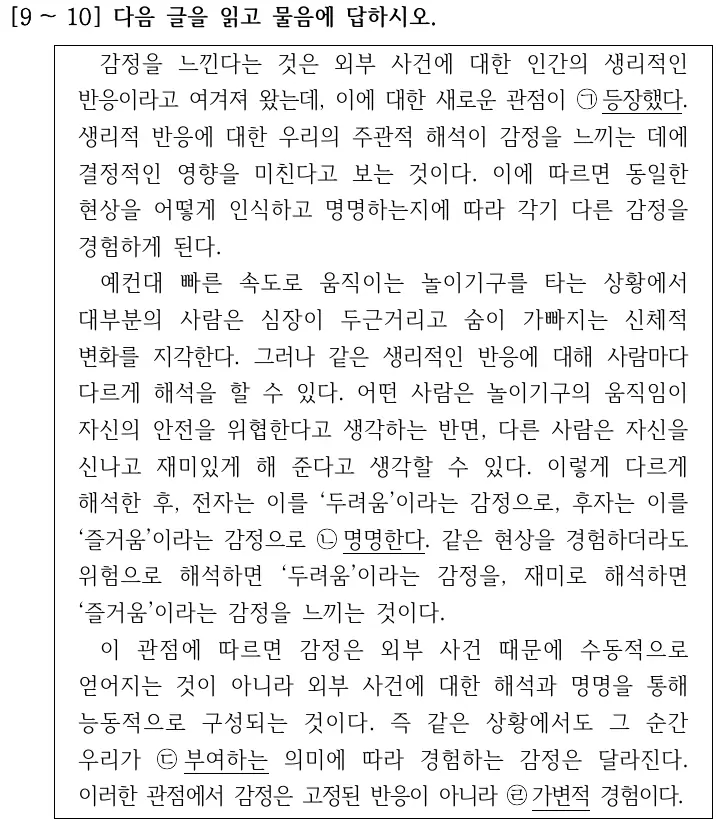 [9 ~ 10] 다음 글을 읽고 물음에 답하시오.
감정을 느낀다는 것은 외부 사건에 대한 인간의 생리적인
반응이라고 여겨져 왔는데, 이에 대한 새로운 관점이 ㉠ 등장했다.
생리적 반응에 대한 우리의 주관적 해석이 감정을 느끼는 데에
결정적인 영향을 미친다고 보는 것이다. 이에 따르면 동일한
현상을 어떻게 인식하고 명명하는지에 따라 각기 다른 감정을
경험하게 된다.
예컨대 빠른 속도로 움직이는 놀이기구를 타는 상황에서
대부분의 사람은 심장이 두근거리고 숨이 가빠지는 신체적
변화를 지각한다. 그러나 같은 생리적인 반응에 대해 사람마다
다르게 해석을 할 수 있다. 어떤 사람은 놀이기구의 움직임이
자신의 안전을 위협한다고 생각하는 반면, 다른 사람은 자신을
신나고 재미있게 해 준다고 생각할 수 있다. 이렇게 다르게
해석한 후, 전자는 이를 ‘두려움’이라는 감정으로, 후자는 이를
‘즐거움’이라는 감정으로 ㉡ 명명한다. 같은 현상을 경험하더라도
위험으로 해석하면 ‘두려움’이라는 감정을, 재미로 해석하면
‘즐거움’이라는 감정을 느끼는 것이다.
이 관점에 따르면 감정은 외부 사건 때문에 수동적으로
얻어지는 것이 아니라 외부 사건에 대한 해석과 명명을 통해
능동적으로 구성되는 것이다. 즉 같은 상황에서도 그 순간
우리가 ㉢ 부여하는 의미에 따라 경험하는 감정은 달라진다.
이러한 관점에서 감정은 고정된 반응이 아니라 ㉣ 가변적 경험이다.